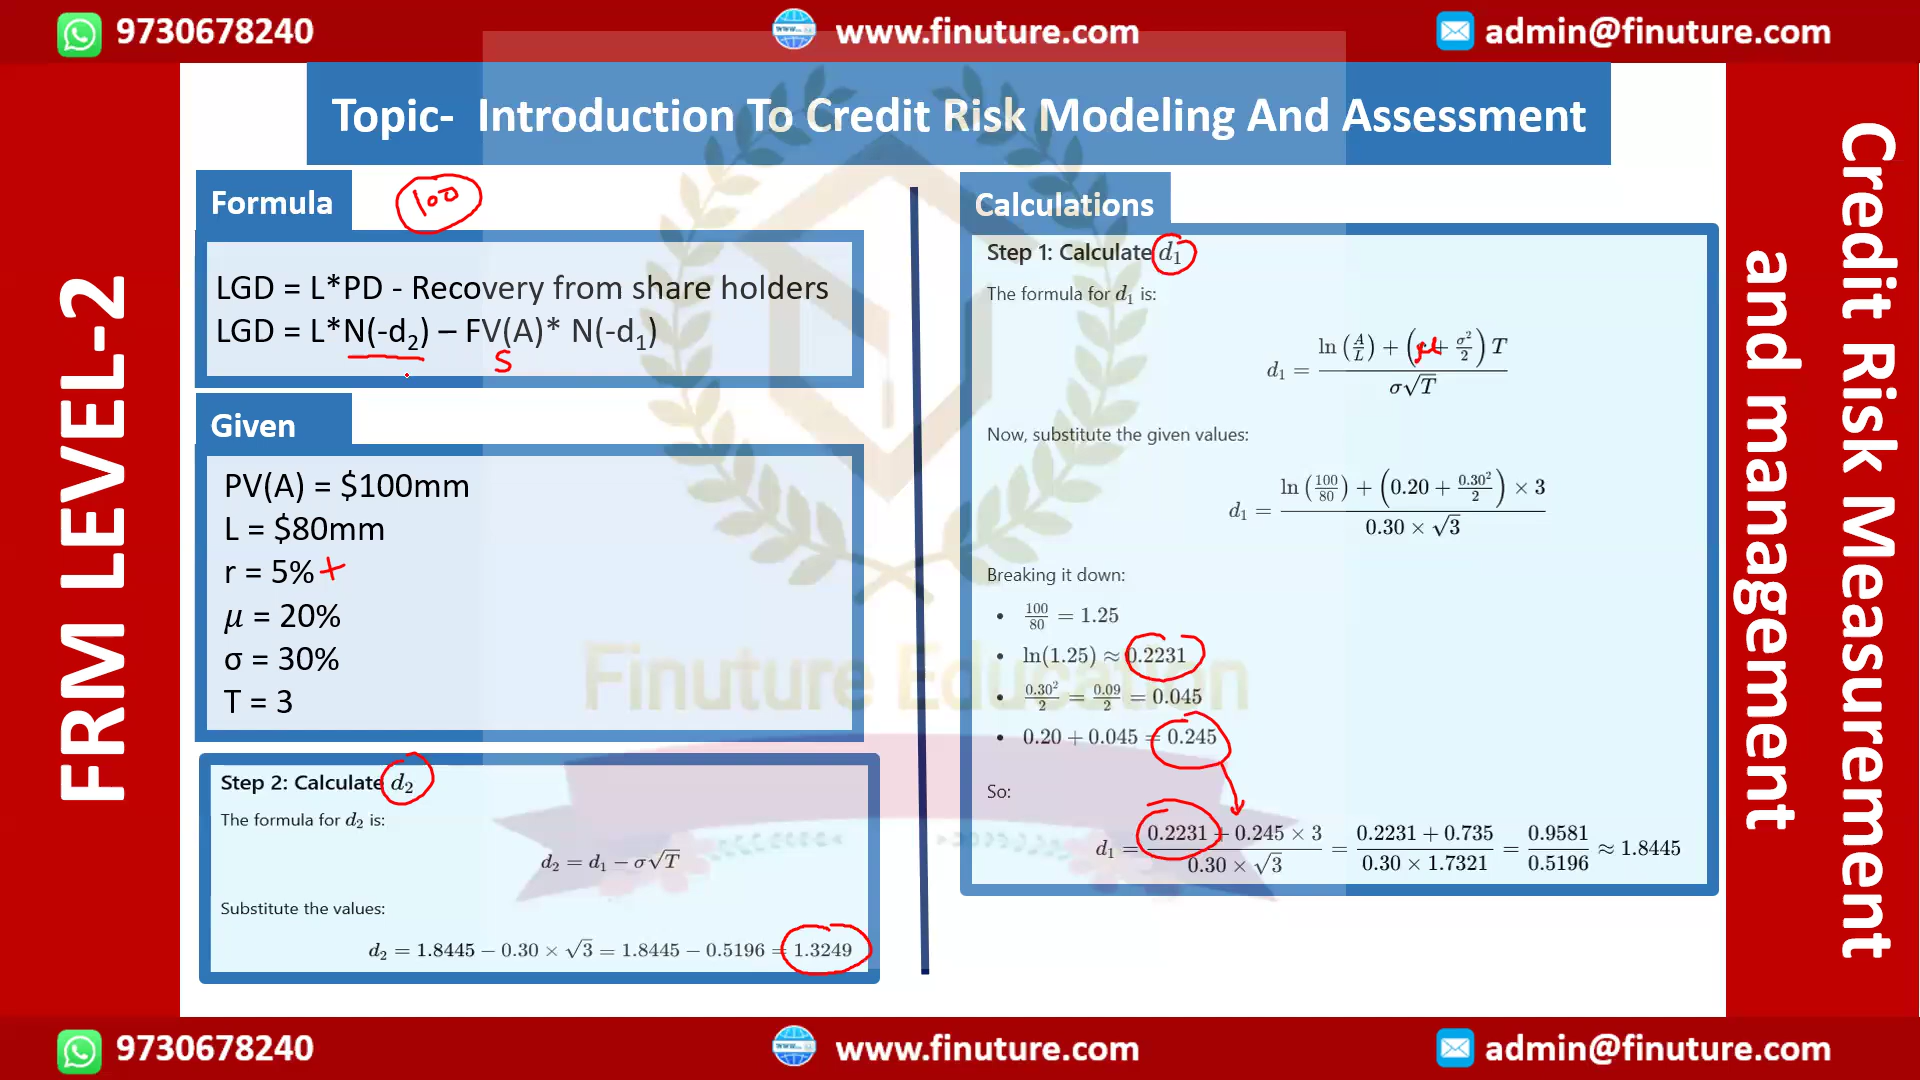 9730678240
www.finuture.com
admin@finuture.com
Topic- Introduction To Credit Risk Modeling And Assessment
FRM LEVEL-2
Formula
100
LGD = L*PD - Recovery from share holders
LGD = L*N(-d₂) – FV(A)* N(-d₁)
S
Given
PV(A) = $100mm
L = $80mm
r = 5% +
μ = 20%
σ = 30%
T = 3
Step 2: Calculate d₂
The formula for d₂ is:
d₂ = d₁ − σ√T
Substitute the values:
d₂ = 1.8445 − 0.30 × √3 = 1.8445 − 0.5196 = 1.3249
Calculations
Step 1: Calculate d₁
The formula for d₁ is:
d₁ = (ln(A/L) + (μ + σ²/2) T) / (σ√T)
Now, substitute the given values:
d₁ = (ln(100/80) + (0.20 + 0.30²/2) × 3) / (0.30 × √3)
Breaking it down:
• 100/80 = 1.25
• ln(1.25) ≈ 0.2231
• 0.30²/2 = 0.09/2 = 0.045
• 0.20 + 0.045 = 0.245
So:
d₁ = (0.2231 + 0.245 × 3) / (0.30 × √3) = (0.2231 + 0.735) / (0.30 × 1.7321) = 0.9581 / 0.5196 ≈ 1.8445
Finuture Education
Credit Risk Measurement
and management
9730678240
www.finuture.com
admin@finuture.com